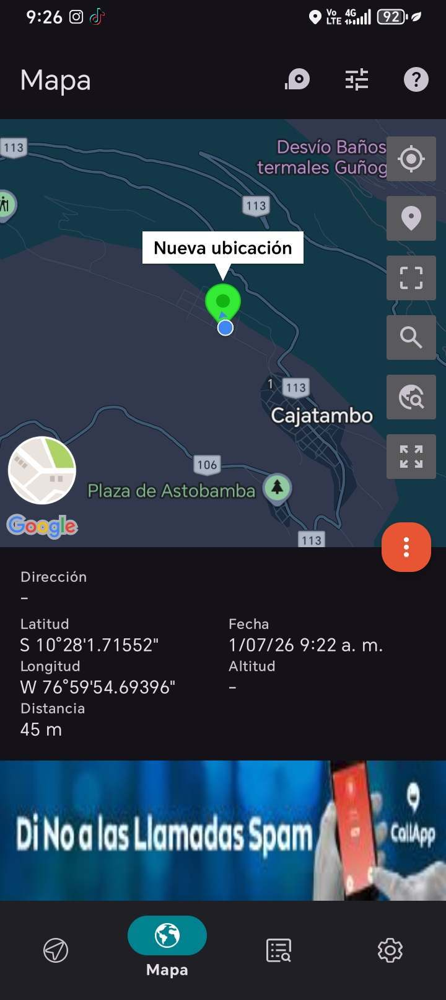 9:26
Vo
LTE
4G
92
Mapa
113
Desvío Baños
termales Guñog
113
Nueva ubicación
1
113
Cajatambo
106
Plaza de Astobamba
Google
113
Dirección
–
Latitud
Fecha
S 10°28'1.71552"
1/07/26 9:22 a. m.
Longitud
Altitud
W 76°59'54.69396"
–
Distancia
45 m
Di No a las Llamadas Spam
CallApp
Mapa